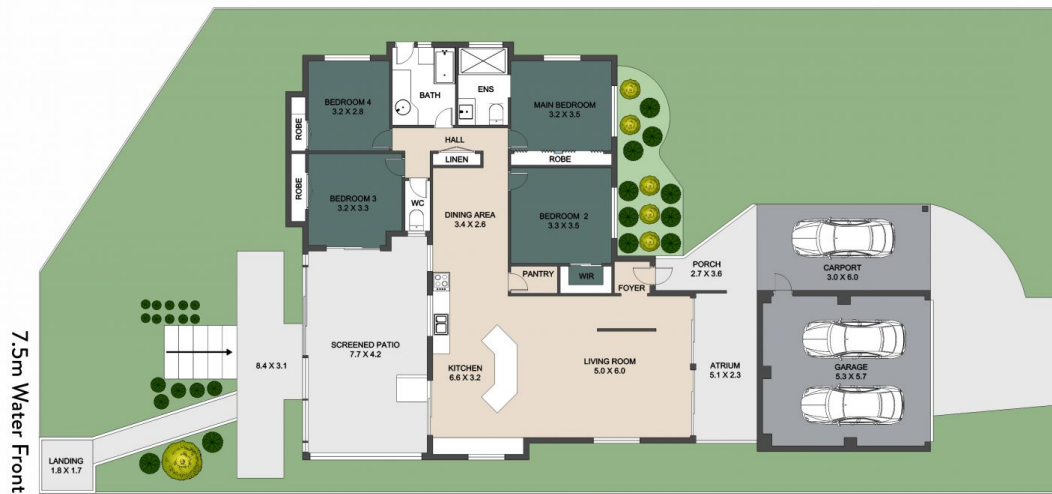 BEDROOM 4
3.2 X 2.8
BATH
ENS
MAIN BEDROOM
3.2 X 3.5
ROBE
HALL
LINEN
ROBE
ROBE
BEDROOM 3
3.2 X 3.3
WC
DINING AREA
3.4 X 2.6
BEDROOM 2
3.3 X 3.5
PANTRY
WIR
FOYER
PORCH
2.7 X 3.6
CARPORT
3.0 X 6.0
SCREENED PATIO
7.7 X 4.2
8.4 X 3.1
KITCHEN
6.6 X 3.2
LIVING ROOM
5.0 X 6.0
ATRIUM
5.1 X 2.3
GARAGE
5.3 X 5.7
7.5m Water Front
LANDING
1.8 X 1.7